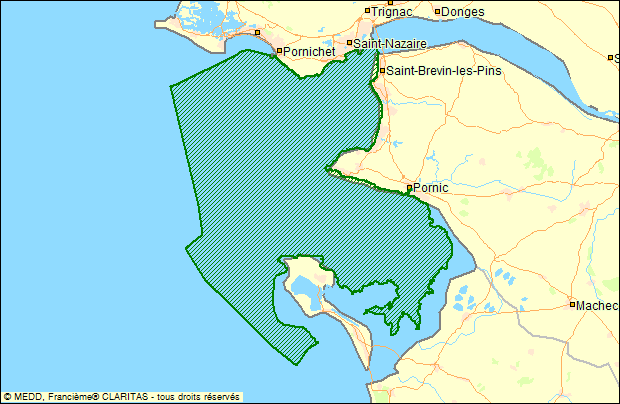 Trignac
Donges
Saint-Nazaire
Pornichet
S
Saint-Brevin-les-Pins
Pornic
Machec
© MEDD, Francième® CLARITAS - tous droits réservés